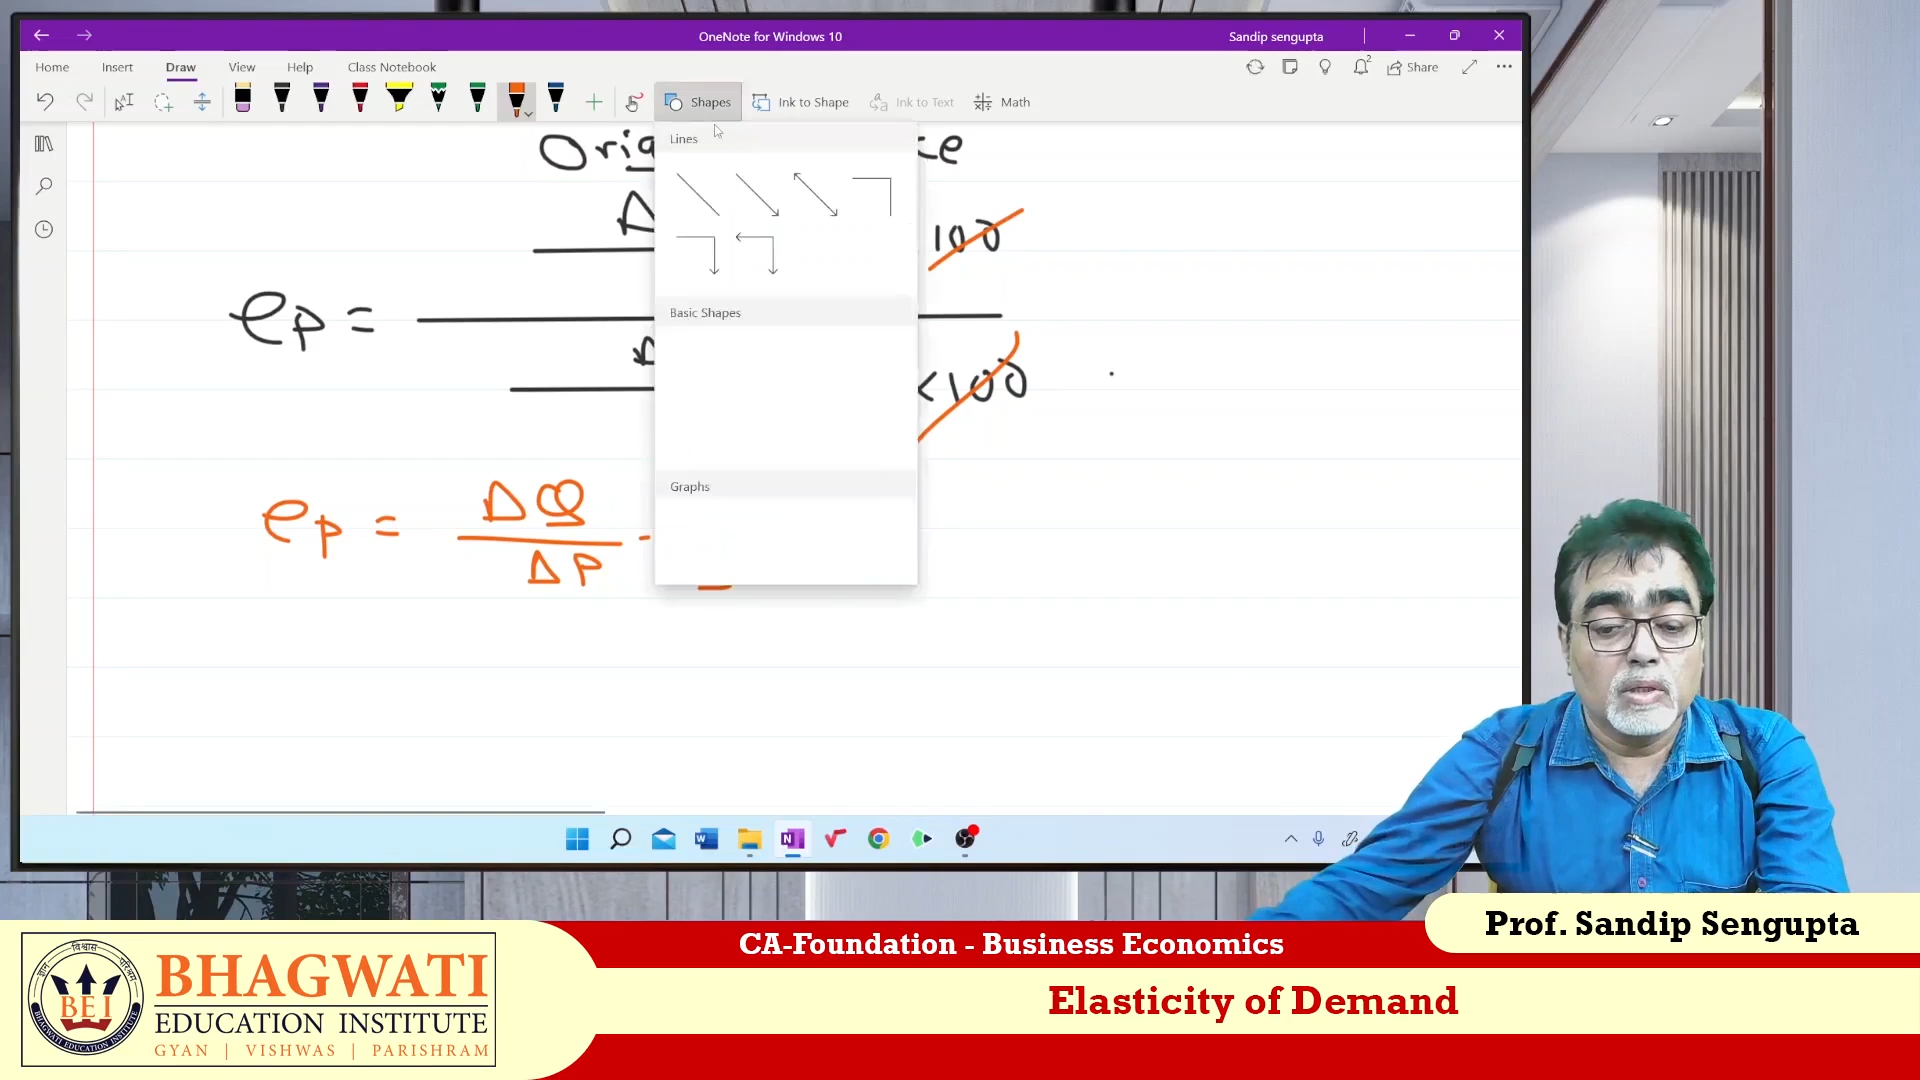 OneNote for Windows 10
Sandip sengupta
Home Insert Draw View Help Class Notebook
2
Share
Shapes
Ink to Shape
Ink to Text
Math
Lines
Basic Shapes
Graphs
100
ep =
×100
ep = ΔQ
ΔP
विश्वास
BEI
BHAGWATI
EDUCATION INSTITUTE
GYAN | VISHWAS | PARISHRAM
Prof. Sandip Sengupta
CA-Foundation - Business Economics
Elasticity of Demand